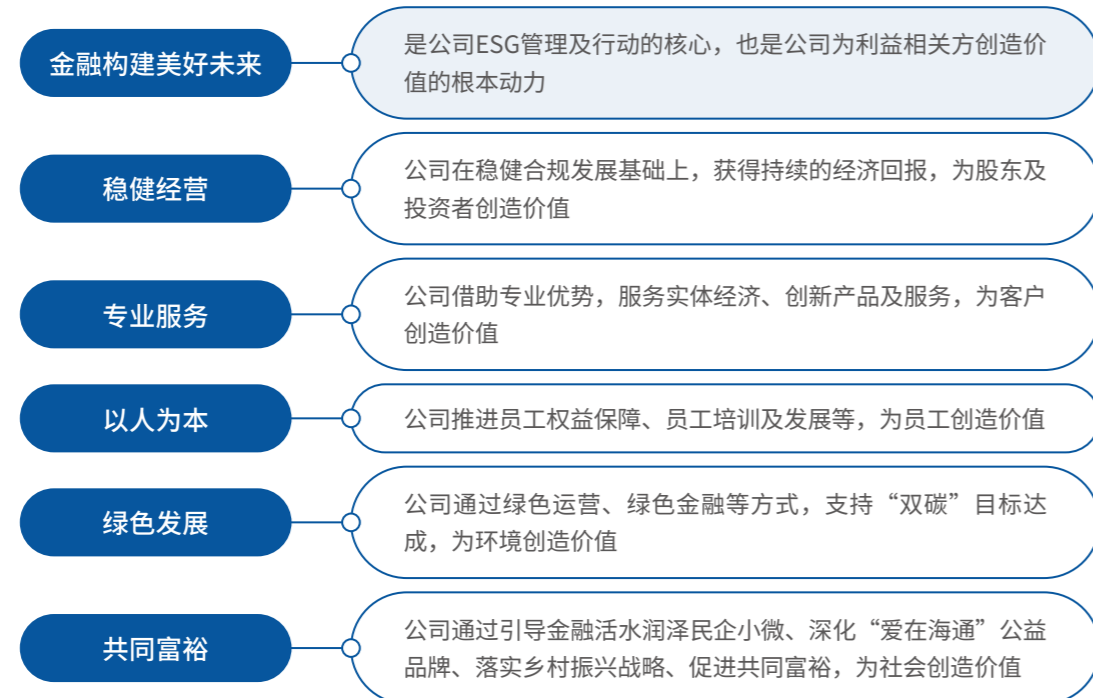 金融构建美好未来
是公司ESG管理及行动的核心，也是公司为利益相关方创造价
值的根本动力
稳健经营
公司在稳健合规发展基础上，获得持续的经济回报，为股东及
投资者创造价值
专业服务
公司借助专业优势，服务实体经济、创新产品及服务，为客户
创造价值
以人为本
公司推进员工权益保障、员工培训及发展等，为员工创造价值
绿色发展
公司通过绿色运营、绿色金融等方式，支持“双碳”目标达
成，为环境创造价值
共同富裕
公司通过引导金融活水润泽民企小微、深化“爱在海通”公益
品牌、落实乡村振兴战略、促进共同富裕，为社会创造价值